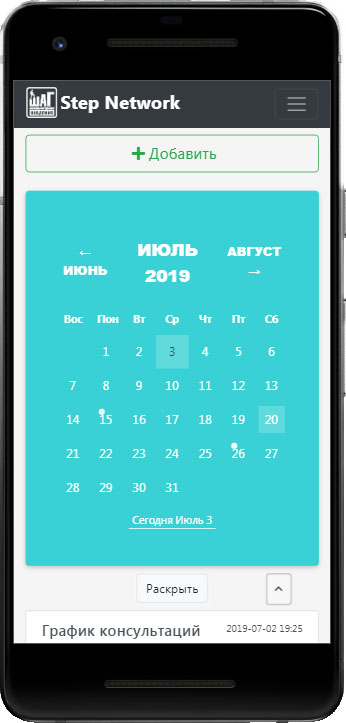 ШАГ
Step Network
+ Добавить
← ИЮЛЬ АВГУСТ
ИЮНЬ 2019 →
Вос Пон Вт Ср Чт Пт Сб
1 2 3 4 5 6
7 8 9 10 11 12 13
14 15 16 17 18 19 20
21 22 23 24 25 26 27
28 29 30 31
Сегодня Июль 3
Раскрыть
График консультаций 2019-07-02 19:25